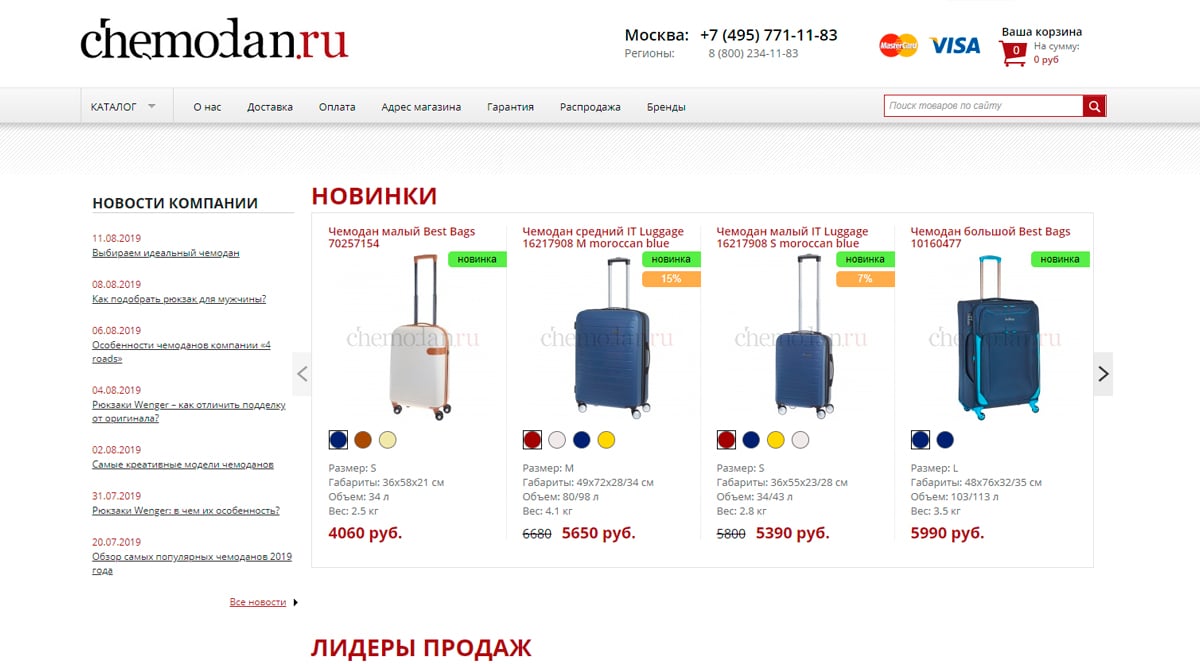 chemodan.ru
Москва: +7 (495) 771-11-83
Регионы: 8 (800) 234-11-83
MasterCard
VISA
Ваша корзина
0
На сумму:
0 руб
КАТАЛОГ
О нас
Доставка
Оплата
Адрес магазина
Гарантия
Распродажа
Бренды
Поиск товаров по сайту
НОВОСТИ КОМПАНИИ
11.08.2019
Выбираем идеальный чемодан
08.08.2019
Как подобрать рюкзак для мужчины?
06.08.2019
Особенности чемоданов компании «4
roads»
04.08.2019
Рюкзаки Wenger – как отличить подделку
от оригинала?
02.08.2019
Самые креативные модели чемоданов
31.07.2019
Рюкзаки Wenger: в чем их особенность?
20.07.2019
Обзор самых популярных чемоданов 2019
года
Все новости
НОВИНКИ
Чемодан малый Best Bags
70257154
новинка
chemodan.ru
Размер: S
Габариты: 36x58x21 см
Объем: 34 л
Вес: 2.5 кг
4060 руб.
Чемодан средний IT Luggage
16217908 M moroccan blue
новинка
15%
chemodan.ru
Размер: M
Габариты: 49x72x28/34 см
Объем: 80/98 л
Вес: 4.1 кг
6680 5650 руб.
Чемодан малый IT Luggage
16217908 S moroccan blue
новинка
7%
chemodan.ru
Размер: S
Габариты: 36x55x23/28 см
Объем: 34/43 л
Вес: 2.8 кг
5800 5390 руб.
Чемодан большой Best Bags
10160477
новинка
chemodan.ru
Размер: L
Габариты: 48x76x32/35 см
Объем: 103/113 л
Вес: 3.5 кг
5990 руб.
ЛИДЕРЫ ПРОДАЖ